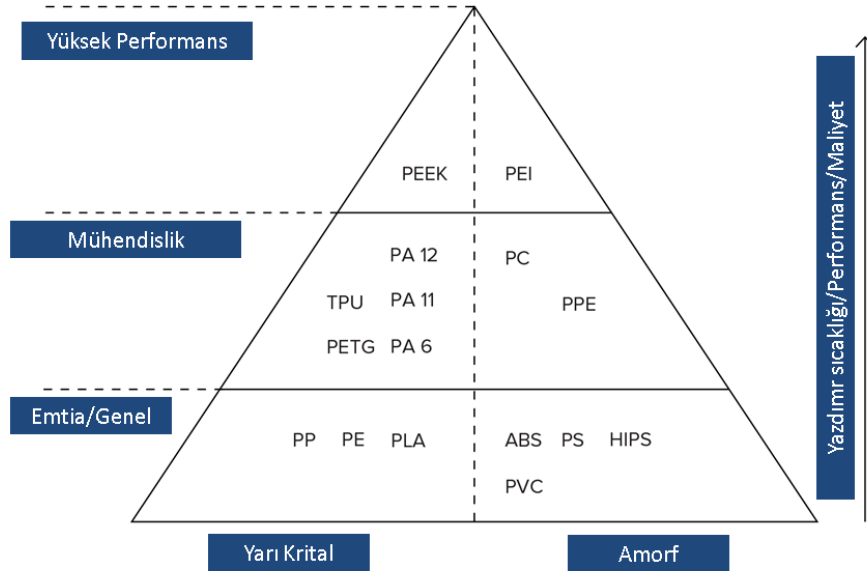 Yüksek Performans
PEEK PEI
Mühendislik
PA 12 PC
TPU PA 11 PPE
PETG PA 6
Emtia/Genel
PP PE PLA ABS PS HIPS
PVC
Yarı Krital Amorf
Yazdımr sıcaklığı/Performans/Maliyet